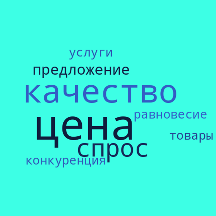 услуги
предложение
качество
цена
равновесие
товары
спрос
конкуренция